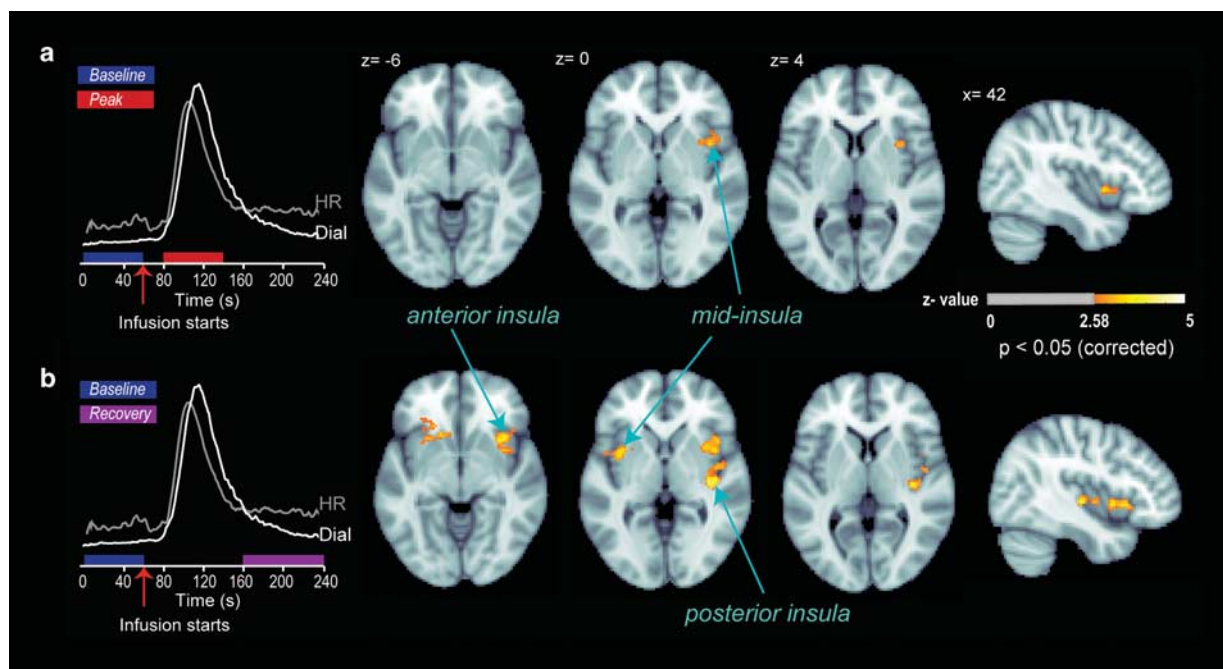 a
Baseline
Peak
HR
Dial
0 40 80 120 160 200 240
Time (s)
Infusion starts
z= -6
z= 0
z= 4
x= 42
anterior insula
mid-insula
z- value
0 2.58 5
p < 0.05 (corrected)
b
Baseline
Recovery
HR
Dial
0 40 80 120 160 200 240
Time (s)
Infusion starts
posterior insula